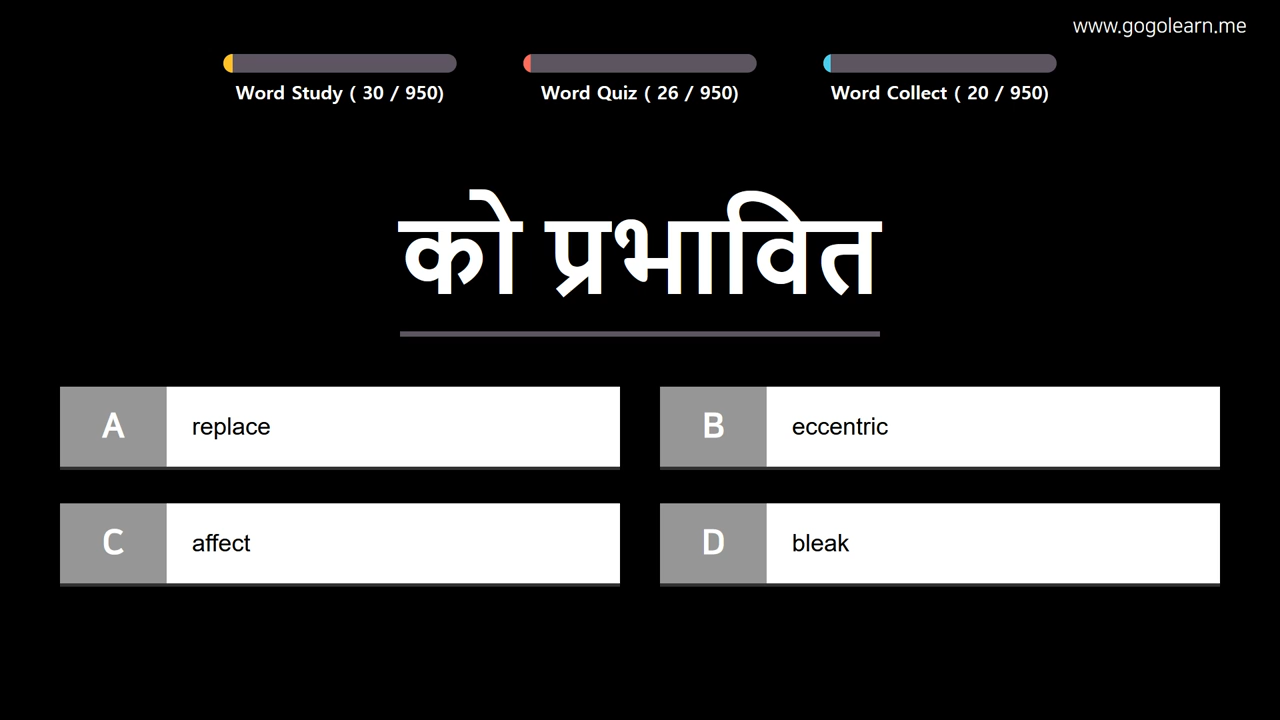 www.gogolearn.me
Word Study ( 30 / 950)
Word Quiz ( 26 / 950)
Word Collect ( 20 / 950)
को प्रभावित
A replace
B eccentric
C affect
D bleak